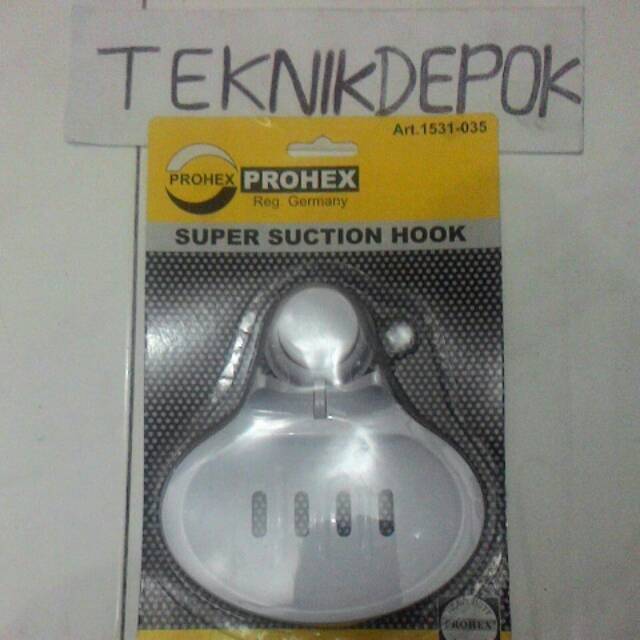 TEKNIKDEPOK
Art.1531-035
PROHEX
PROHEX
Reg. Germany
SUPER SUCTION HOOK
PROHEX